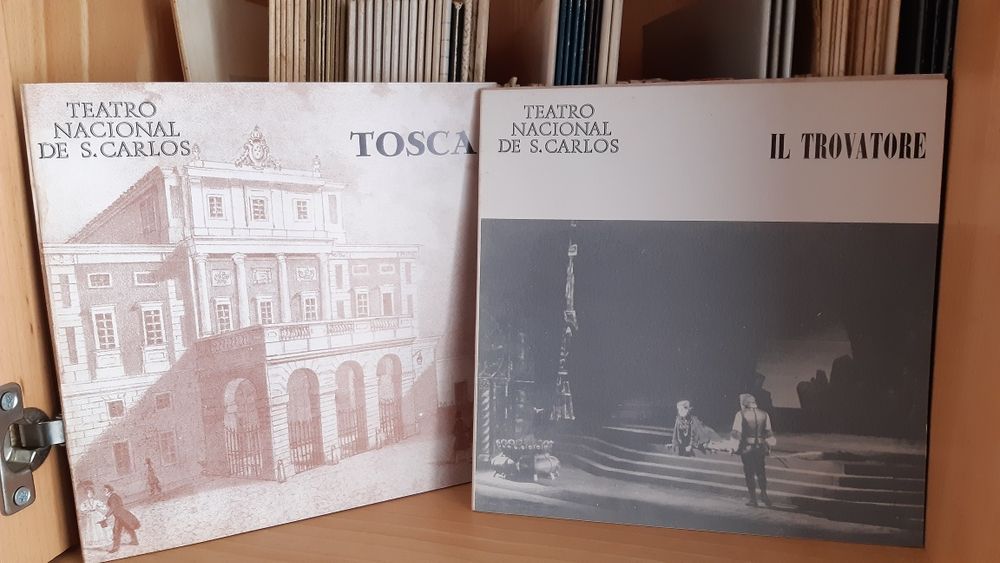 TEATRO
NACIONAL
DE S. CARLOS
TOSCA
TEATRO
NACIONAL
DE S. CARLOS
IL TROVATORE